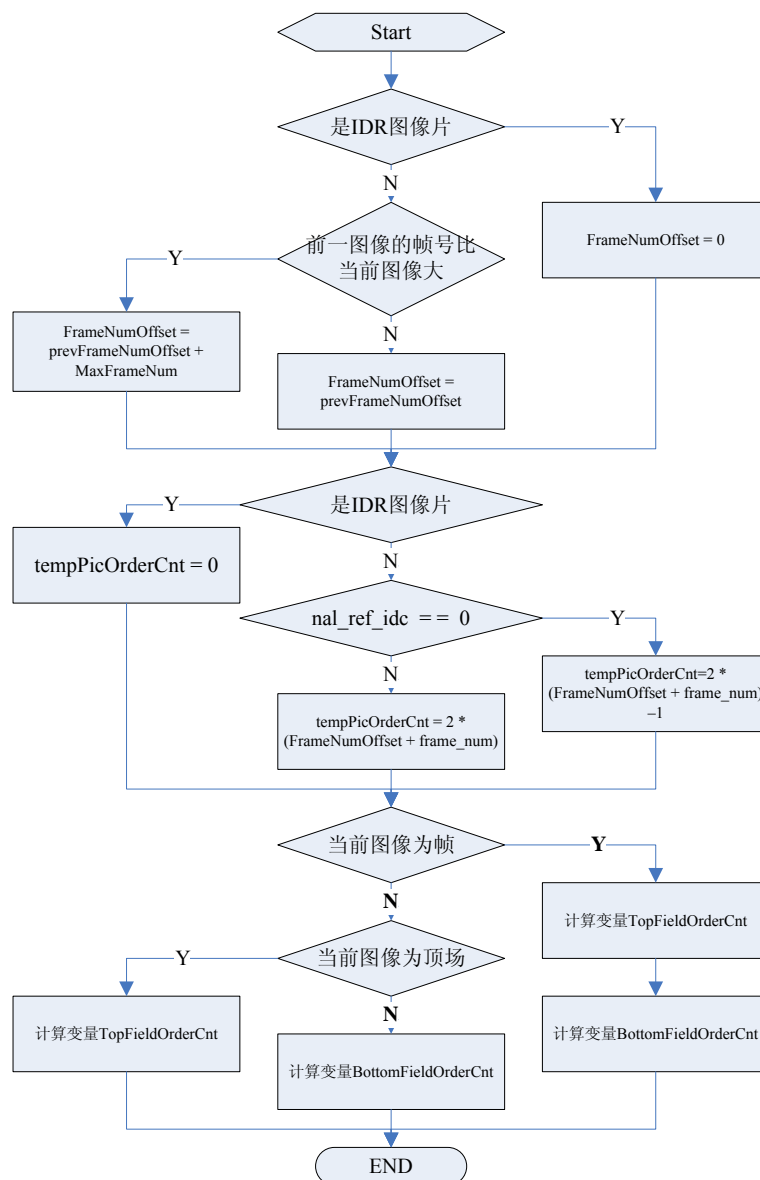 Start
是IDR图像片
Y
N
FrameNumOffset = 0
前一图像的帧号比
当前图像大
Y
N
FrameNumOffset =
prevFrameNumOffset +
MaxFrameNum
FrameNumOffset =
prevFrameNumOffset
是IDR图像片
Y
N
tempPicOrderCnt = 0
nal_ref_idc = = 0
Y
N
tempPicOrderCnt=2 *
(FrameNumOffset + frame_num)
–1
tempPicOrderCnt = 2 *
(FrameNumOffset + frame_num)
当前图像为帧
Y
N
计算变量TopFieldOrderCnt
当前图像为顶场
Y
N
计算变量TopFieldOrderCnt
计算变量BottomFieldOrderCnt
计算变量BottomFieldOrderCnt
END